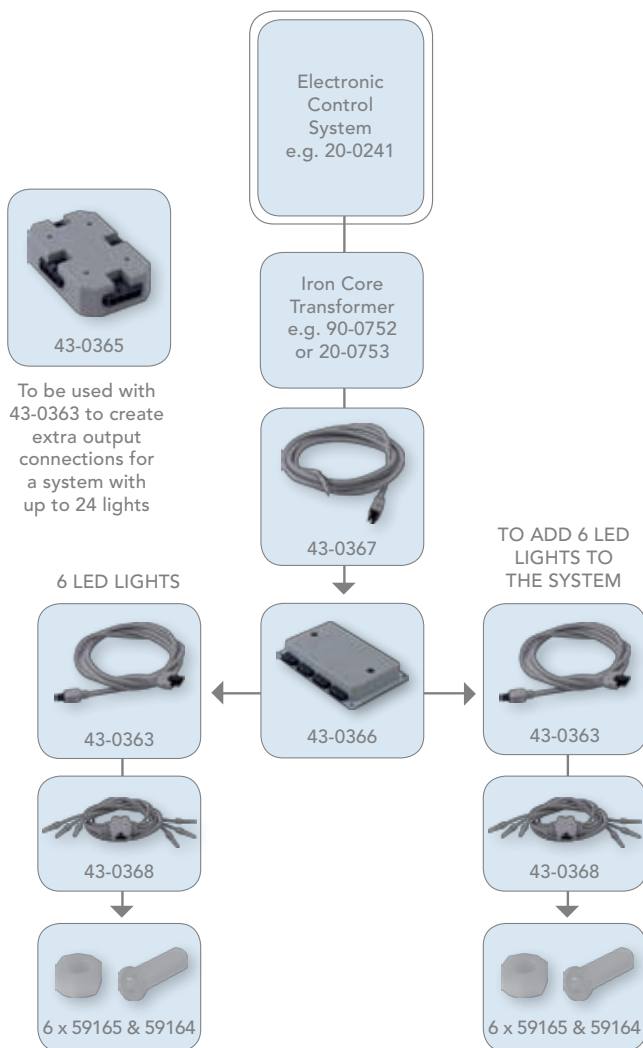 Electronic
Control
System
e.g. 20-0241
43-0365
To be used with
43-0363 to create
extra output
connections for
a system with
up to 24 lights
Iron Core
Transformer
e.g. 90-0752
or 20-0753
43-0367
6 LED LIGHTS
TO ADD 6 LED
LIGHTS TO
THE SYSTEM
43-0363
43-0366
43-0363
43-0368
43-0368
6 x 59165 & 59164
6 x 59165 & 59164